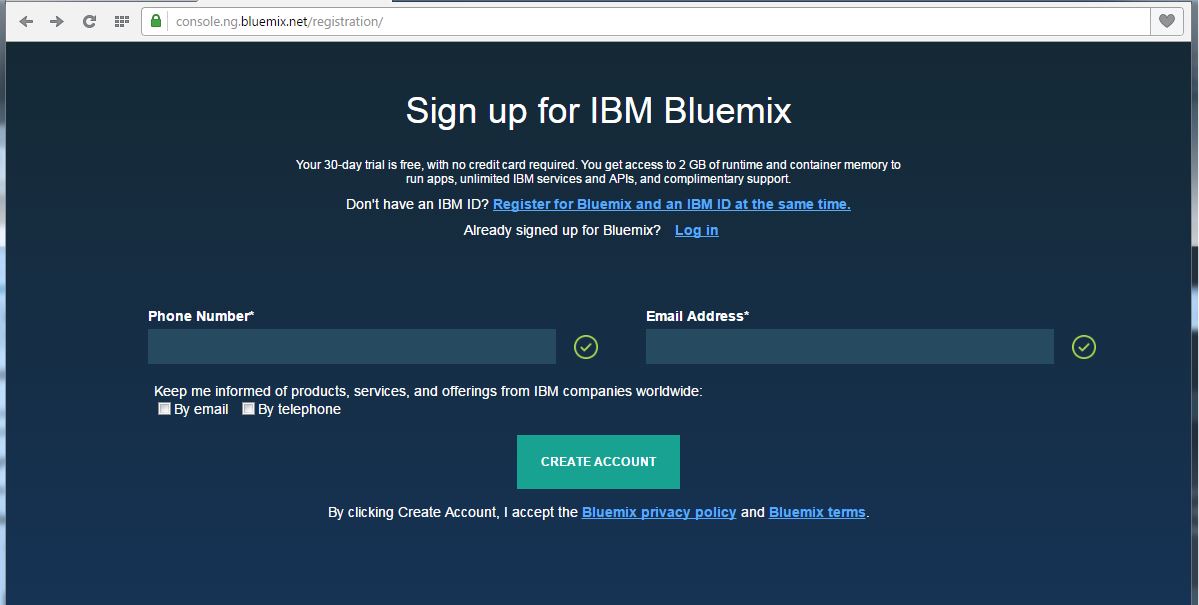 console.ng.bluemix.net/registration/
Sign up for IBM Bluemix
Your 30-day trial is free, with no credit card required. You get access to 2 GB of runtime and container memory to
run apps, unlimited IBM services and APIs, and complimentary support.
Don't have an IBM ID? Register for Bluemix and an IBM ID at the same time.
Already signed up for Bluemix? Log in
Phone Number* Email Address*
Keep me informed of products, services, and offerings from IBM companies worldwide:
By email By telephone
CREATE ACCOUNT
By clicking Create Account, I accept the Bluemix privacy policy and Bluemix terms.